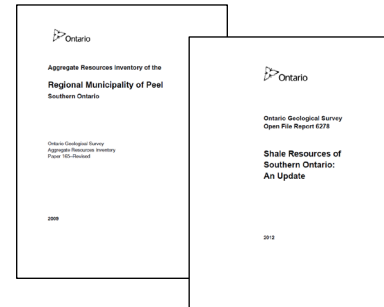 Ontario
Aggregate Resources Inventory of the
Regional Municipality of Peel
Southern Ontario
Ontario Geological Survey
Aggregate Resources Inventory
Paper 165–Revised
2009
Ontario
Ontario Geological Survey
Open File Report 6278
Shale Resources of
Southern Ontario:
An Update
2012